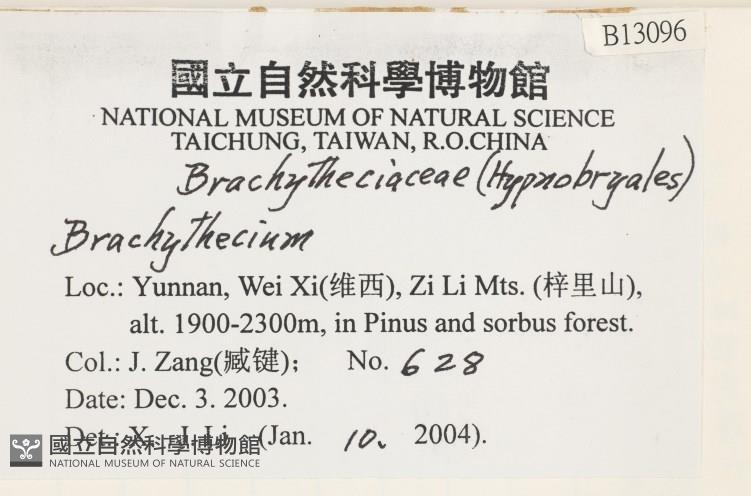 B13096
國立自然科學博物館
NATIONAL MUSEUM OF NATURAL SCIENCE
TAICHUNG, TAIWAN, R.O.CHINA
Brachytheciaceae (Hypnobryales)
Brachythecium
Loc.: Yunnan, Wei Xi(维西), Zi Li Mts. (梓里山),
alt. 1900-2300m, in Pinus and sorbus forest.
Col.: J. Zang(臧键); No. 628
Date: Dec. 3. 2003.
Det.: X. -J. Li (Jan. 10. 2004).
國立自然科學博物館
NATIONAL MUSEUM OF NATURAL SCIENCE